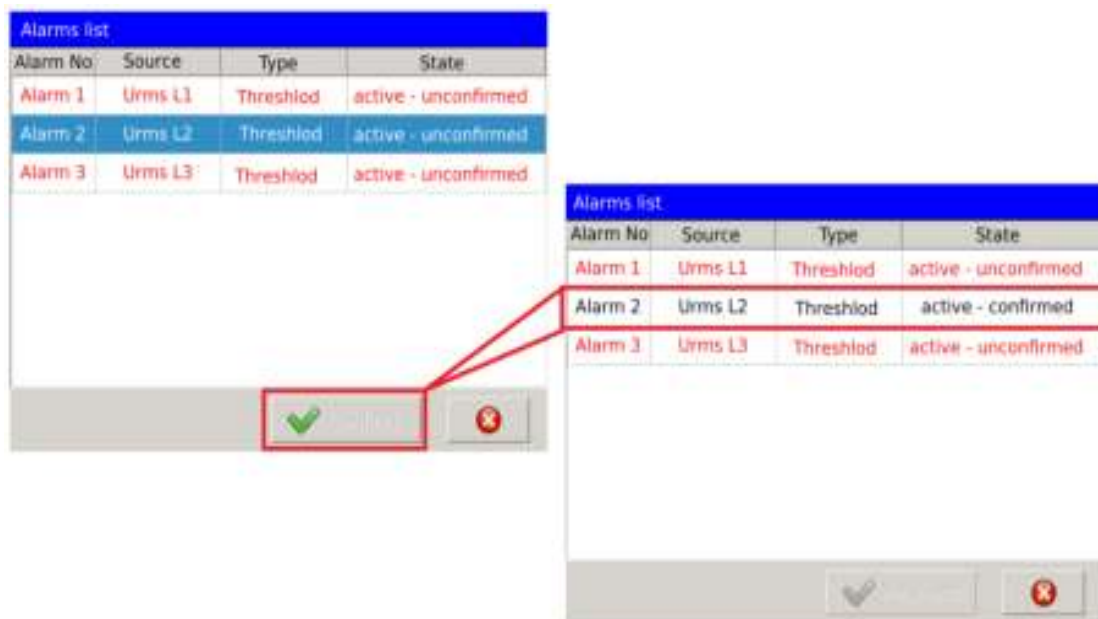 Alarms list
Alarm No Source Type State
Alarm 1 Urms L1 Threshlod active - unconfirmed
Alarm 2 Urms L2 Threshlod active - unconfirmed
Alarm 3 Urms L3 Threshlod active - unconfirmed
Alarms list
Alarm No Source Type State
Alarm 1 Urms L1 Threshlod active - unconfirmed
Alarm 2 Urms L2 Threshlod active - confirmed
Alarm 3 Urms L3 Threshlod active - unconfirmed